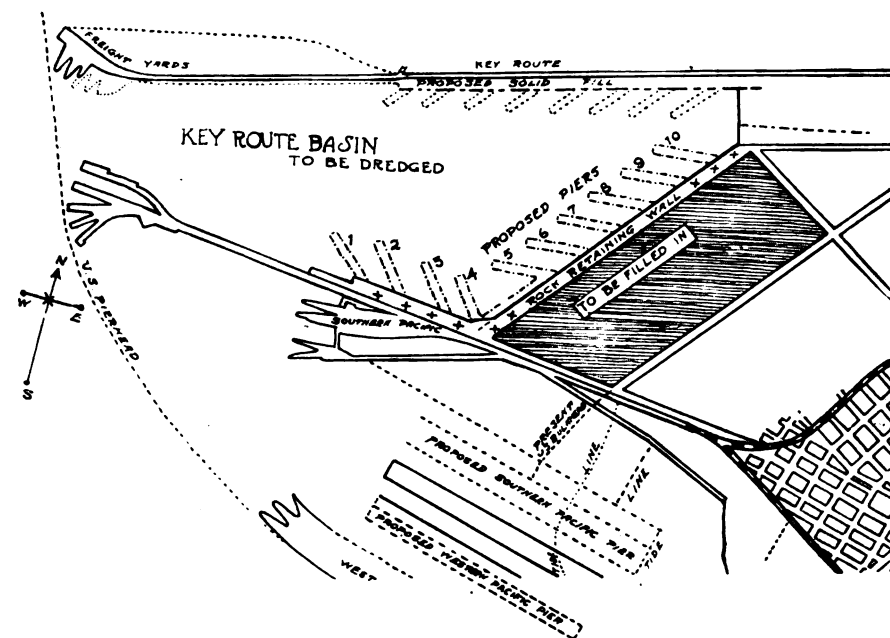 FREIGHT YARDS
KEY ROUTE
PROPOSED SOLID FILL
KEY ROUTE BASIN
TO BE DREDGED
PROPOSED PIERS
1
2
3
4
5
6
7
8
9
10
ROCK RETAINING WALL
TO BE FILLED IN
N
W
E
S
U.S PIERHEAD
SOUTHERN PACIFIC
PRESENT
LINE
LINE
PROPOSED SOUTHERN PACIFIC PIER
TIDE
PROPOSED WESTERN PACIFIC PIER
WEST